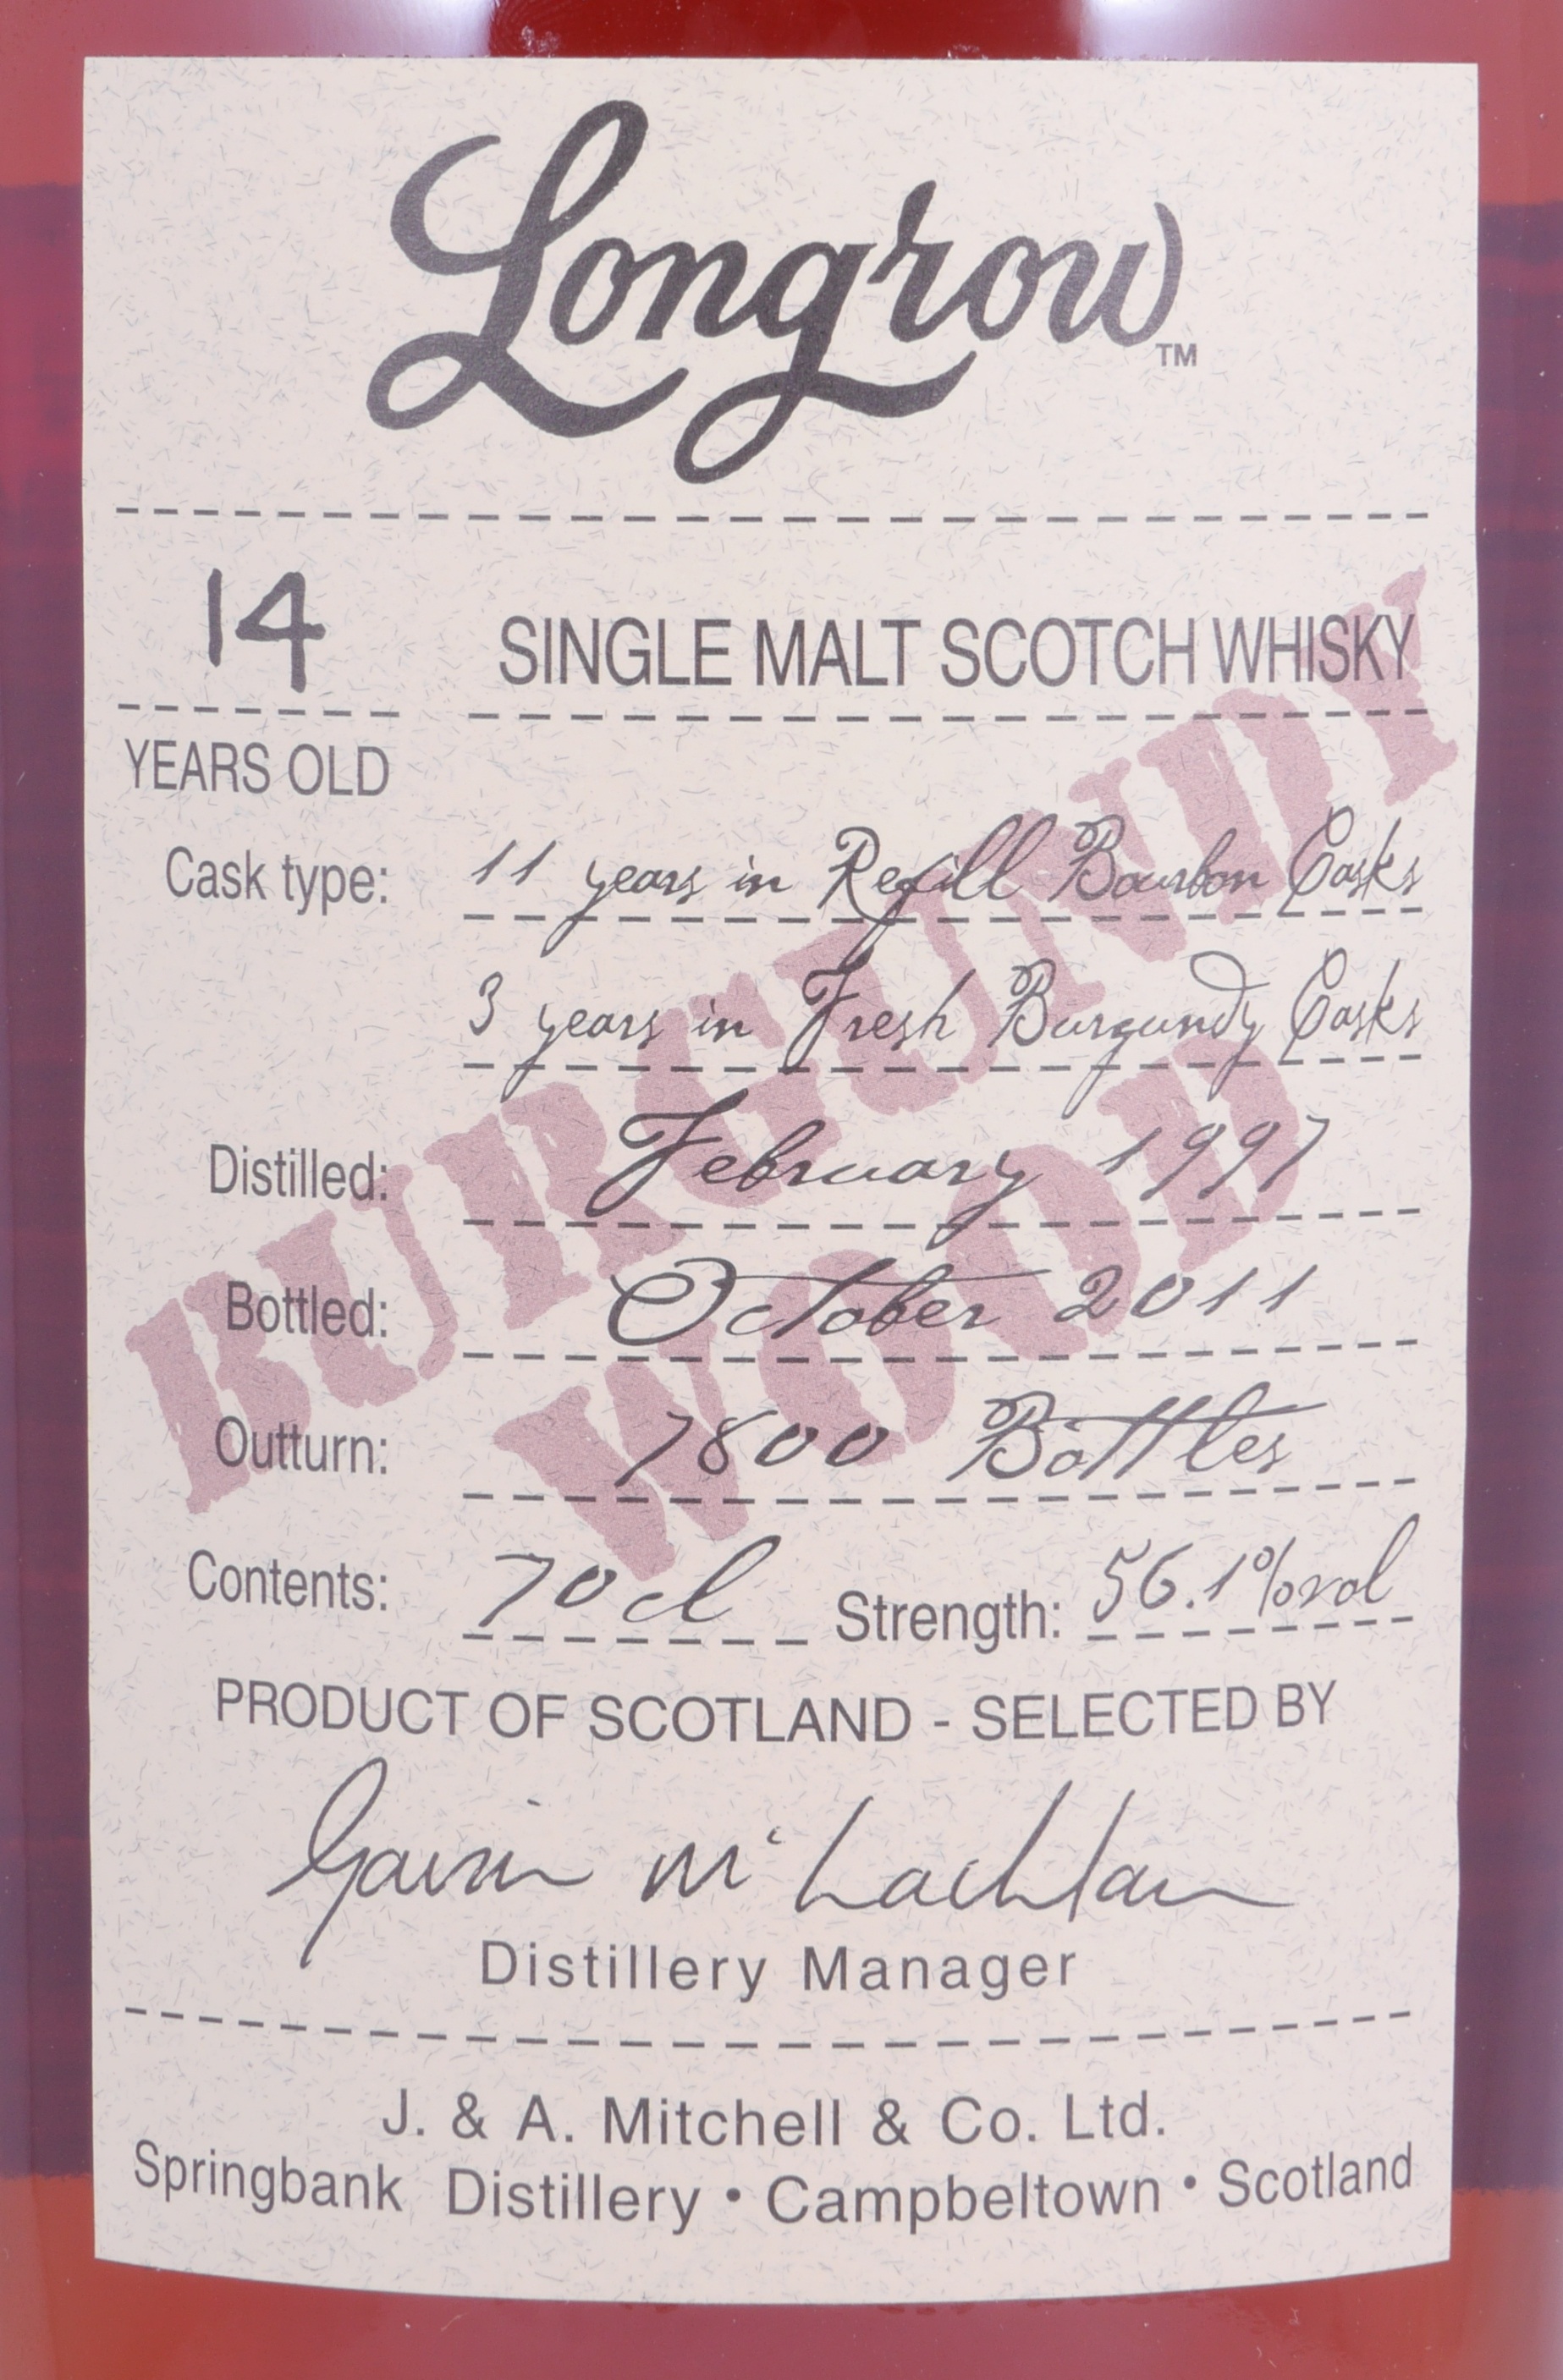 Longrow™
14
SINGLE MALT SCOTCH WHISKY
YEARS OLD
Cask type: 11 years in Refill Bourbon Casks
3 years in Fresh Burgundy Casks
Distilled: February 1997
Bottled: October 2011
Outturn: 7800 Bottles
Contents: 70cl Strength: 56.1%vol
BURGUNDY
WOOD
PRODUCT OF SCOTLAND - SELECTED BY
Gavin McLachlan
Distillery Manager
J. & A. Mitchell & Co. Ltd.
Springbank Distillery • Campbeltown • Scotland